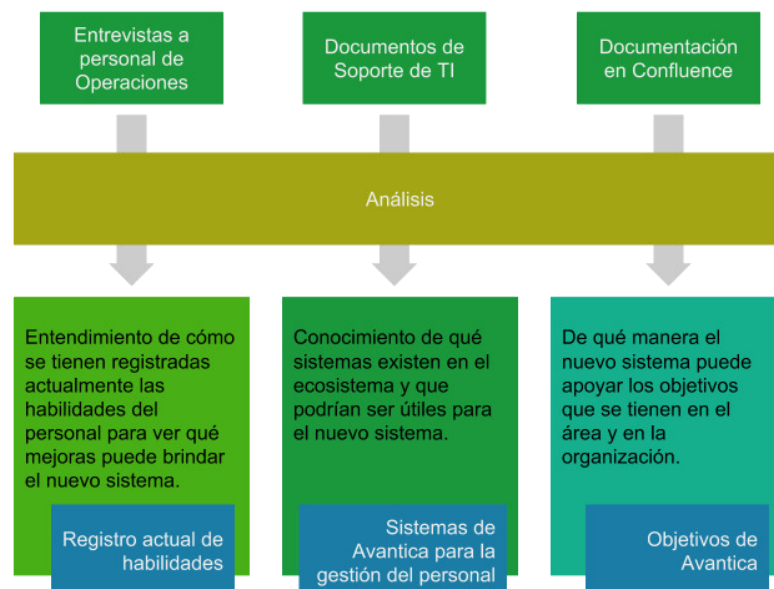 Entrevistas a
personal de
Operaciones
Documentos de
Soporte de TI
Documentación
en Confluence
Análisis
Entendimiento de cómo
se tienen registradas
actualmente las
habilidades del
personal para ver qué
mejoras puede brindar
el nuevo sistema.
Registro actual de
habilidades
Conocimiento de qué
sistemas existen en el
ecosistema y que
podrían ser útiles para
el nuevo sistema.
Sistemas de
Avantica para la
gestión del personal
De qué manera el
nuevo sistema puede
apoyar los objetivos
que se tienen en el
área y en la
organización.
Objetivos de
Avantica